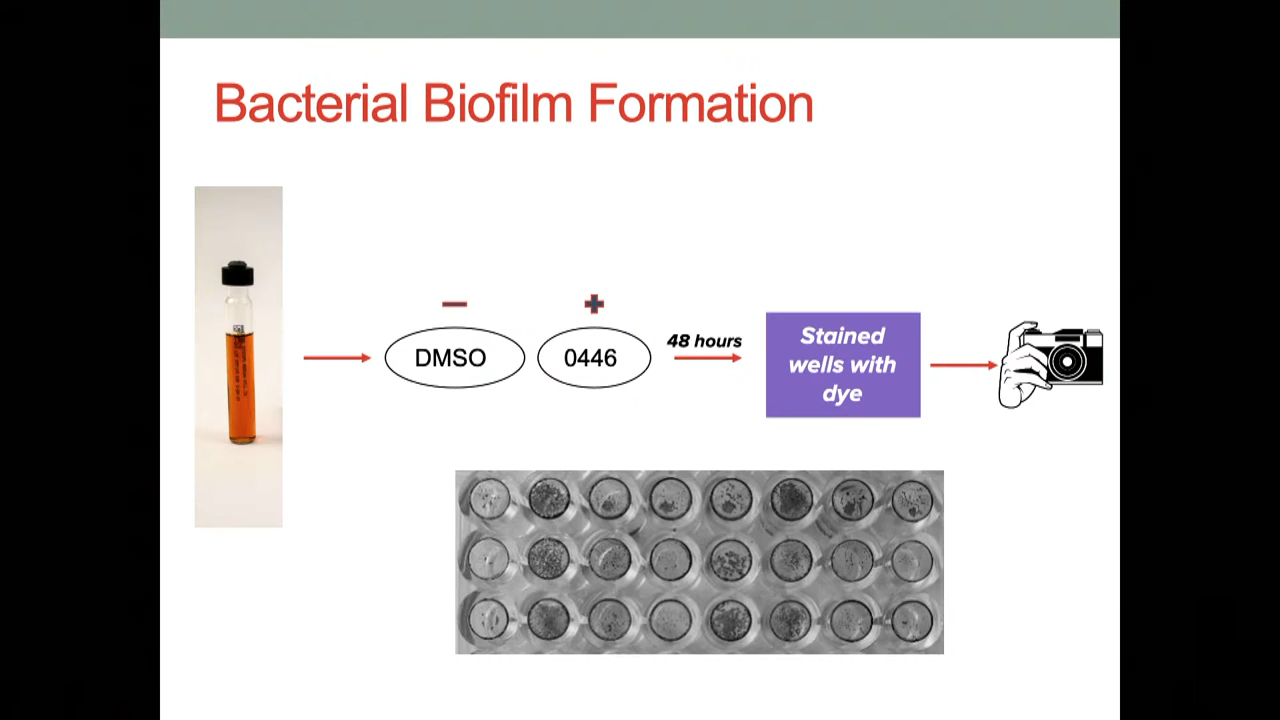 Bacterial Biofilm Formation
DMSO
0446
48 hours
Stained
wells with
dye